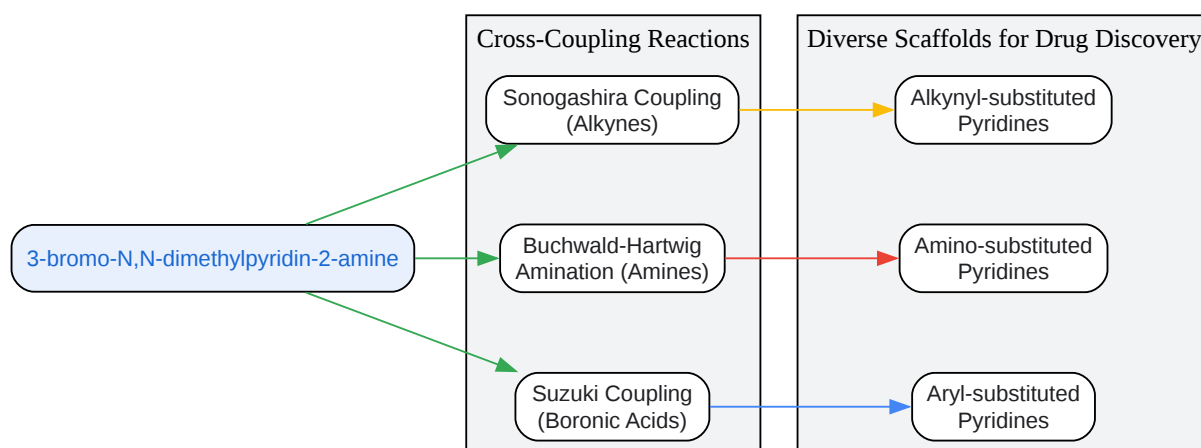 Cross-Coupling Reactions
Diverse Scaffolds for Drug Discovery
Sonogashira Coupling
(Alkynes)
Alkynyl-substituted
Pyridines
3-bromo-N,N-dimethylpyridin-2-amine
Buchwald-Hartwig
Amination (Amines)
Amino-substituted
Pyridines
Suzuki Coupling
(Boronic Acids)
Aryl-substituted
Pyridines